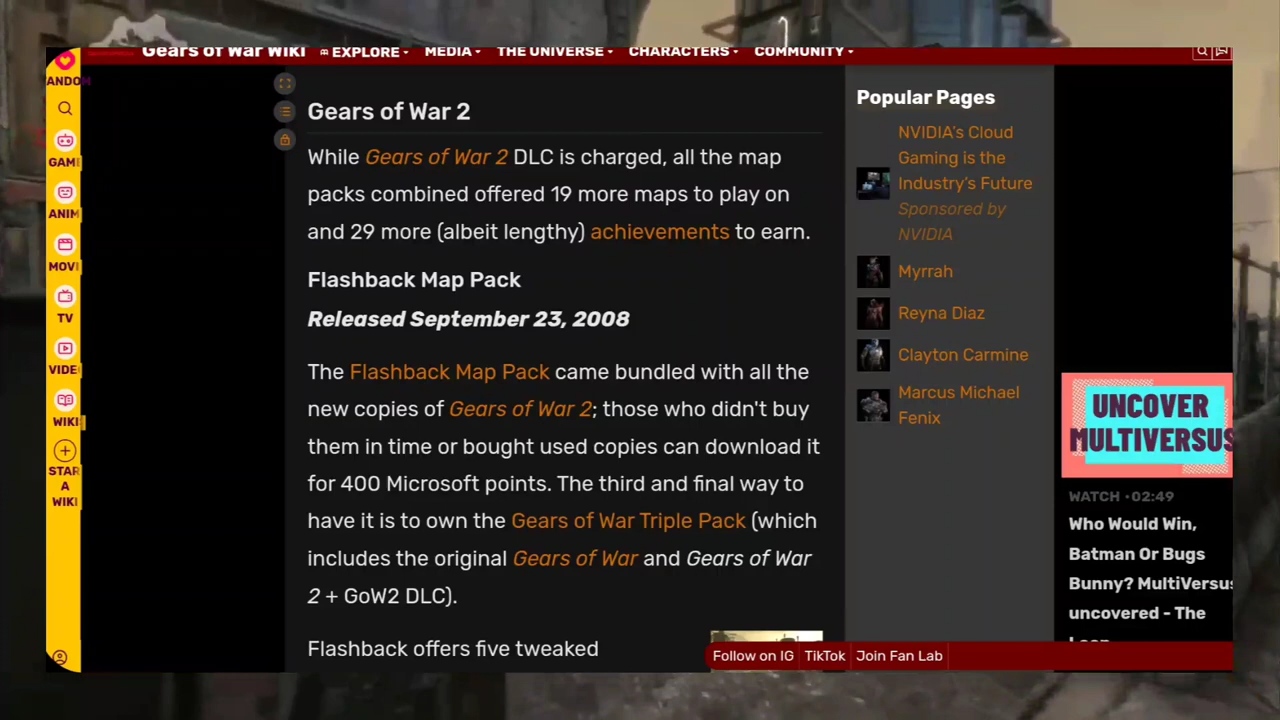 Gears of War Wiki
EXPLORE
MEDIA
THE UNIVERSE
CHARACTERS
COMMUNITY
ANDO
GAME
ANIM
MOVI
TV
VIDE
WIKI
STAR
A
WIKI
Gears of War 2
While Gears of War 2 DLC is charged, all the map
packs combined offered 19 more maps to play on
and 29 more (albeit lengthy) achievements to earn.
Flashback Map Pack
Released September 23, 2008
The Flashback Map Pack came bundled with all the
new copies of Gears of War 2; those who didn't buy
them in time or bought used copies can download it
for 400 Microsoft points. The third and final way to
have it is to own the Gears of War Triple Pack (which
includes the original Gears of War and Gears of War
2 + GoW2 DLC).
Flashback offers five tweaked
Popular Pages
NVIDIA's Cloud
Gaming is the
Industry's Future
Sponsored by
NVIDIA
Myrrah
Reyna Diaz
Clayton Carmine
Marcus Michael
Fenix
UNCOVER
MULTIVERSUS
WATCH • 02:49
Who Would Win,
Batman Or Bugs
Bunny? MultiVersus
uncovered - The
Loop
Follow on IG
TikTok
Join Fan Lab